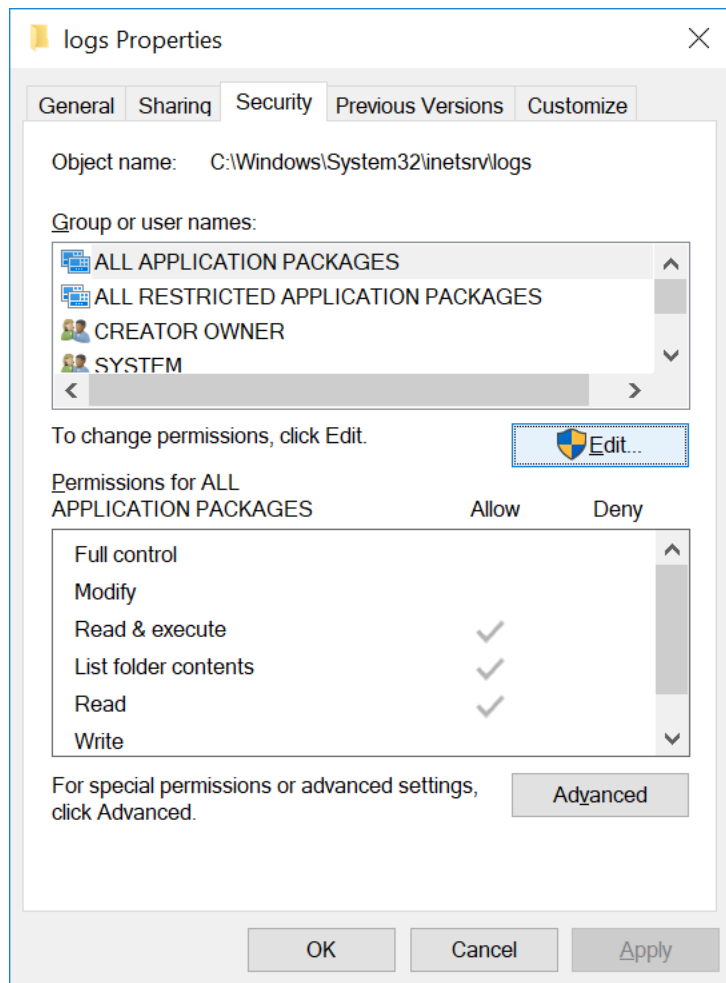 logs Properties
General Sharing Security Previous Versions Customize
Object name: C:\Windows\System32\inetsrv\logs
Group or user names:
ALL APPLICATION PACKAGES
ALL RESTRICTED APPLICATION PACKAGES
CREATOR OWNER
SYSTEM
To change permissions, click Edit.
Edit...
Permissions for ALL
APPLICATION PACKAGES Allow Deny
Full control
Modify
Read & execute
List folder contents
Read
Write
For special permissions or advanced settings,
click Advanced.
Advanced
OK Cancel Apply